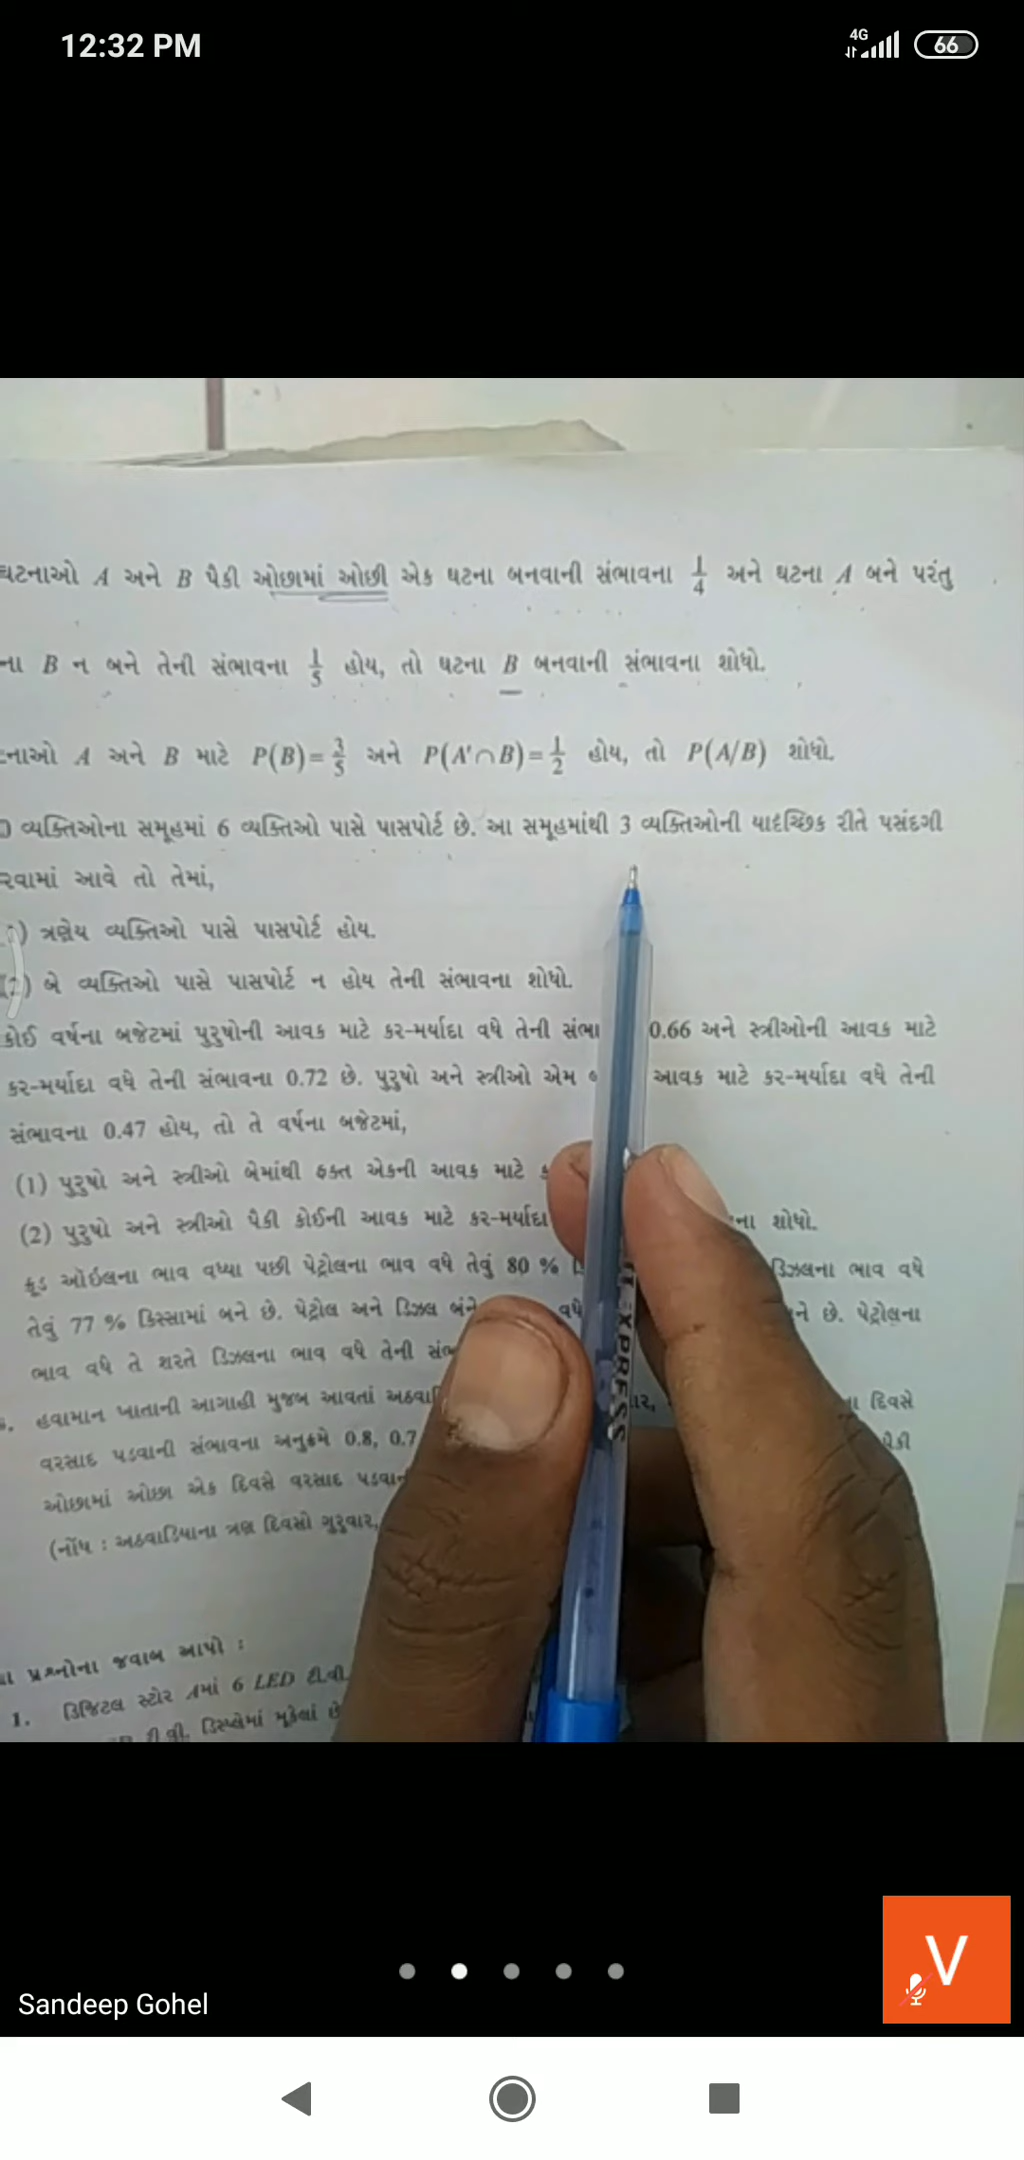 12:32 PM
4G
66
ઘટનાઓ A અને B પૈકી ઓછામાં ઓછી એક ઘટના બનવાની સંભાવના 1/4 અને ઘટના A બને પરંતુ
ના B ન બને તેની સંભાવના 1/5 હોય, તો ઘટના B બનવાની સંભાવના શોધો.
નાઓ A અને B માટે P(B)=3/5 અને P(A'∩B)=1/2 હોય, તો P(A/B) શોધો.
0 વ્યક્તિઓના સમૂહમાં 6 વ્યક્તિઓ પાસે પાસપોર્ટ છે. આ સમૂહમાંથી 3 વ્યક્તિઓની યાદૃચ્છિક રીતે પસંદગી
રવામાં આવે તો તેમાં,
) ત્રણેય વ્યક્તિઓ પાસે પાસપોર્ટ હોય.
(2) બે વ્યક્તિઓ પાસે પાસપોર્ટ ન હોય તેની સંભાવના શોધો.
કોઈ વર્ષના બજેટમાં પુરુષોની આવક માટે કર-મર્યાદા વધે તેની સંભા 0.66 અને સ્ત્રીઓની આવક માટે
કર-મર્યાદા વધે તેની સંભાવના 0.72 છે. પુરુષો અને સ્ત્રીઓ એમ આવક માટે કર-મર્યાદા વધે તેની
સંભાવના 0.47 હોય, તો તે વર્ષના બજેટમાં,
(1) પુરુષો અને સ્ત્રીઓ બેમાંથી ફક્ત એકની આવક માટે ક
(2) પુરુષો અને સ્ત્રીઓ પૈકી કોઈની આવક માટે કર-મર્યાદા ના શોધો.
ક્રૂડ ઑઇલના ભાવ વધ્યા પછી પેટ્રોલના ભાવ વધે તેવું 80 % ડિઝલના ભાવ વધે
તેવું 77 % કિસ્સામાં બને છે. પેટ્રોલ અને ડિઝલ બંને વધે ને છે. પેટ્રોલના
ભાવ વધે તે શરતે ડિઝલના ભાવ વધે તેની સંભ
હવામાન ખાતાની આગાહી મુજબ આવતાં અઠવાડિ ાર, ા દિવસે
વરસાદ પડવાની સંભાવના અનુક્રમે 0.8, 0.7 પૈકી
ઓછામાં ઓછા એક દિવસે વરસાદ પડવાન
(નોંધ : અઠવાડિયાના ત્રણ દિવસો ગુરુવાર,
ા પ્રશ્નોના જવાબ આપો :
1. ડિજિટલ સ્ટોર Aમાં 6 LED ટી.વી.
ટી.વી. ડિસ્પ્લેમાં મૂકેલાં છે
EXPRESS
V
Sandeep Gohel